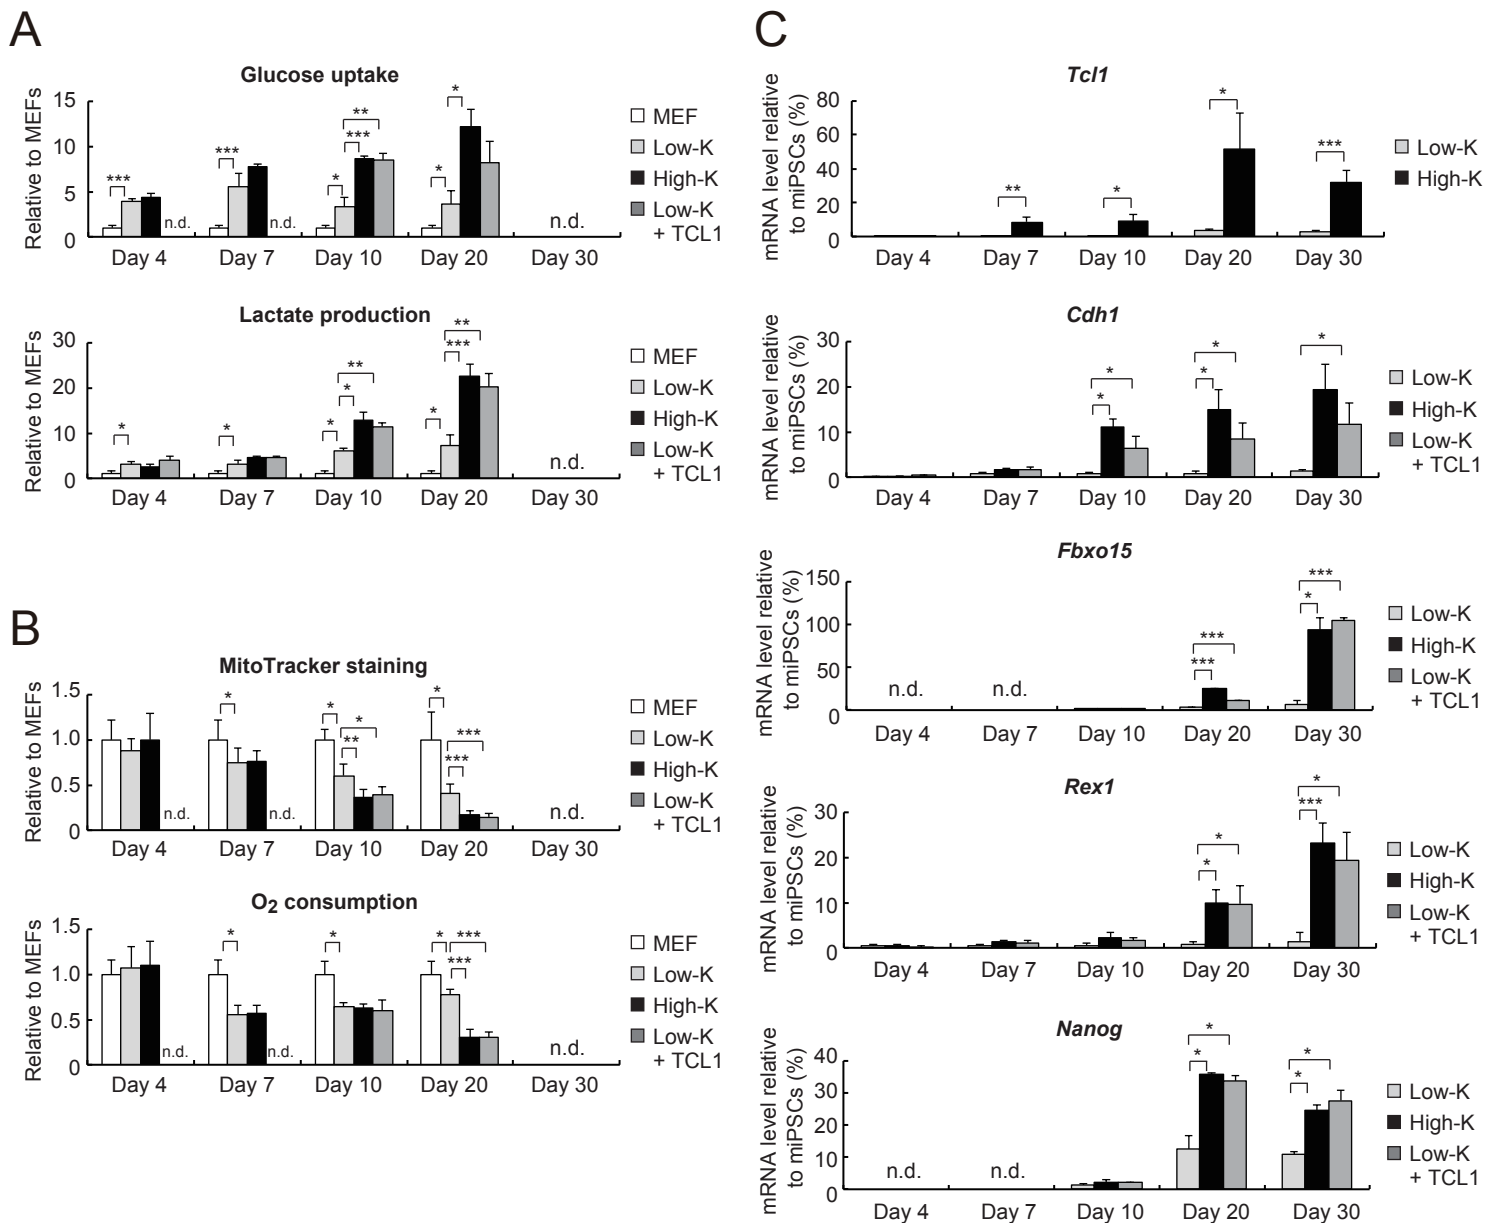 A
Glucose uptake
Relative to MEFs
15
10
5
0
***
***
*
***
**
*
*
n.d.
n.d.
n.d.
Day 4
Day 7
Day 10
Day 20
Day 30
MEF
Low-K
High-K
Low-K
+ TCL1
Lactate production
Relative to MEFs
30
20
10
0
*
*
*
*
**
*
***
**
n.d.
Day 4
Day 7
Day 10
Day 20
Day 30
MEF
Low-K
High-K
Low-K
+ TCL1
B
MitoTracker staining
Relative to MEFs
1.5
1.0
0.5
0
*
*
**
*
*
***
***
n.d.
n.d.
n.d.
Day 4
Day 7
Day 10
Day 20
Day 30
MEF
Low-K
High-K
Low-K
+ TCL1
O2 consumption
Relative to MEFs
1.5
1.0
0.5
0
*
*
*
***
***
n.d.
n.d.
n.d.
Day 4
Day 7
Day 10
Day 20
Day 30
MEF
Low-K
High-K
Low-K
+ TCL1
C
Tcl1
mRNA level relative
to miPSCs (%)
80
60
40
20
0
**
*
*
***
Day 4
Day 7
Day 10
Day 20
Day 30
Low-K
High-K
Cdh1
mRNA level relative
to miPSCs (%)
30
20
10
0
*
*
*
*
*
Day 4
Day 7
Day 10
Day 20
Day 30
Low-K
High-K
Low-K
+ TCL1
Fbxo15
mRNA level relative
to miPSCs (%)
150
100
50
0
n.d.
n.d.
***
***
*
***
Day 4
Day 7
Day 10
Day 20
Day 30
Low-K
High-K
Low-K
+ TCL1
Rex1
mRNA level relative
to miPSCs (%)
30
20
10
0
*
*
***
*
Day 4
Day 7
Day 10
Day 20
Day 30
Low-K
High-K
Low-K
+ TCL1
Nanog
mRNA level relative
to miPSCs (%)
40
30
20
10
0
n.d.
n.d.
*
*
*
*
Day 4
Day 7
Day 10
Day 20
Day 30
Low-K
High-K
Low-K
+ TCL1